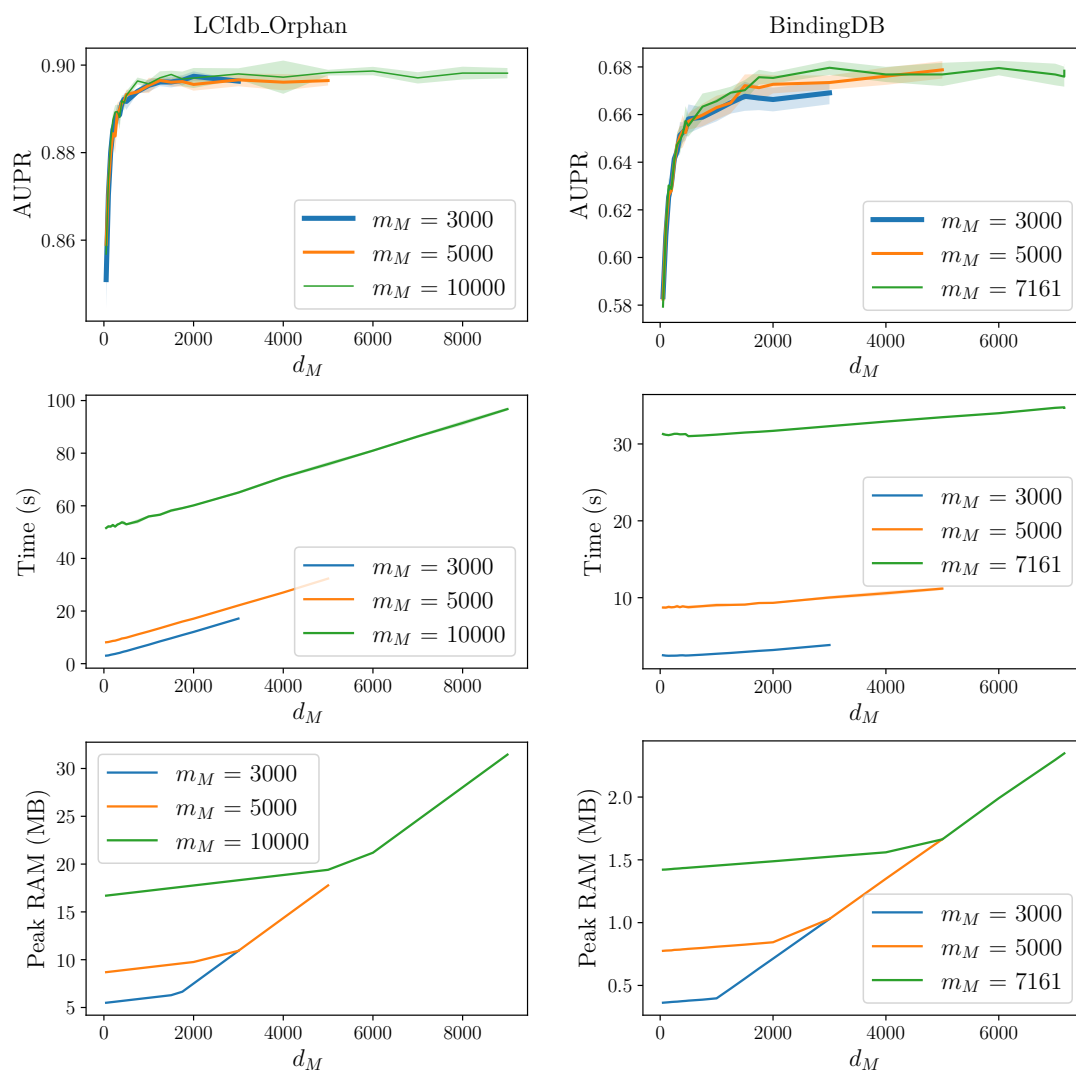 LCIdb_Orphan
AUPR
0.90
0.88
0.86
m_M = 3000
m_M = 5000
m_M = 10000
0 2000 4000 6000 8000
d_M
BindingDB
AUPR
0.68
0.66
0.64
0.62
0.60
0.58
m_M = 3000
m_M = 5000
m_M = 7161
0 2000 4000 6000
d_M
Time (s)
100
80
60
40
20
0
m_M = 3000
m_M = 5000
m_M = 10000
0 2000 4000 6000 8000
d_M
Time (s)
30
20
10
m_M = 3000
m_M = 5000
m_M = 7161
0 2000 4000 6000
d_M
Peak RAM (MB)
30
25
20
15
10
5
m_M = 3000
m_M = 5000
m_M = 10000
0 2000 4000 6000 8000
d_M
Peak RAM (MB)
2.0
1.5
1.0
0.5
m_M = 3000
m_M = 5000
m_M = 7161
0 2000 4000 6000
d_M